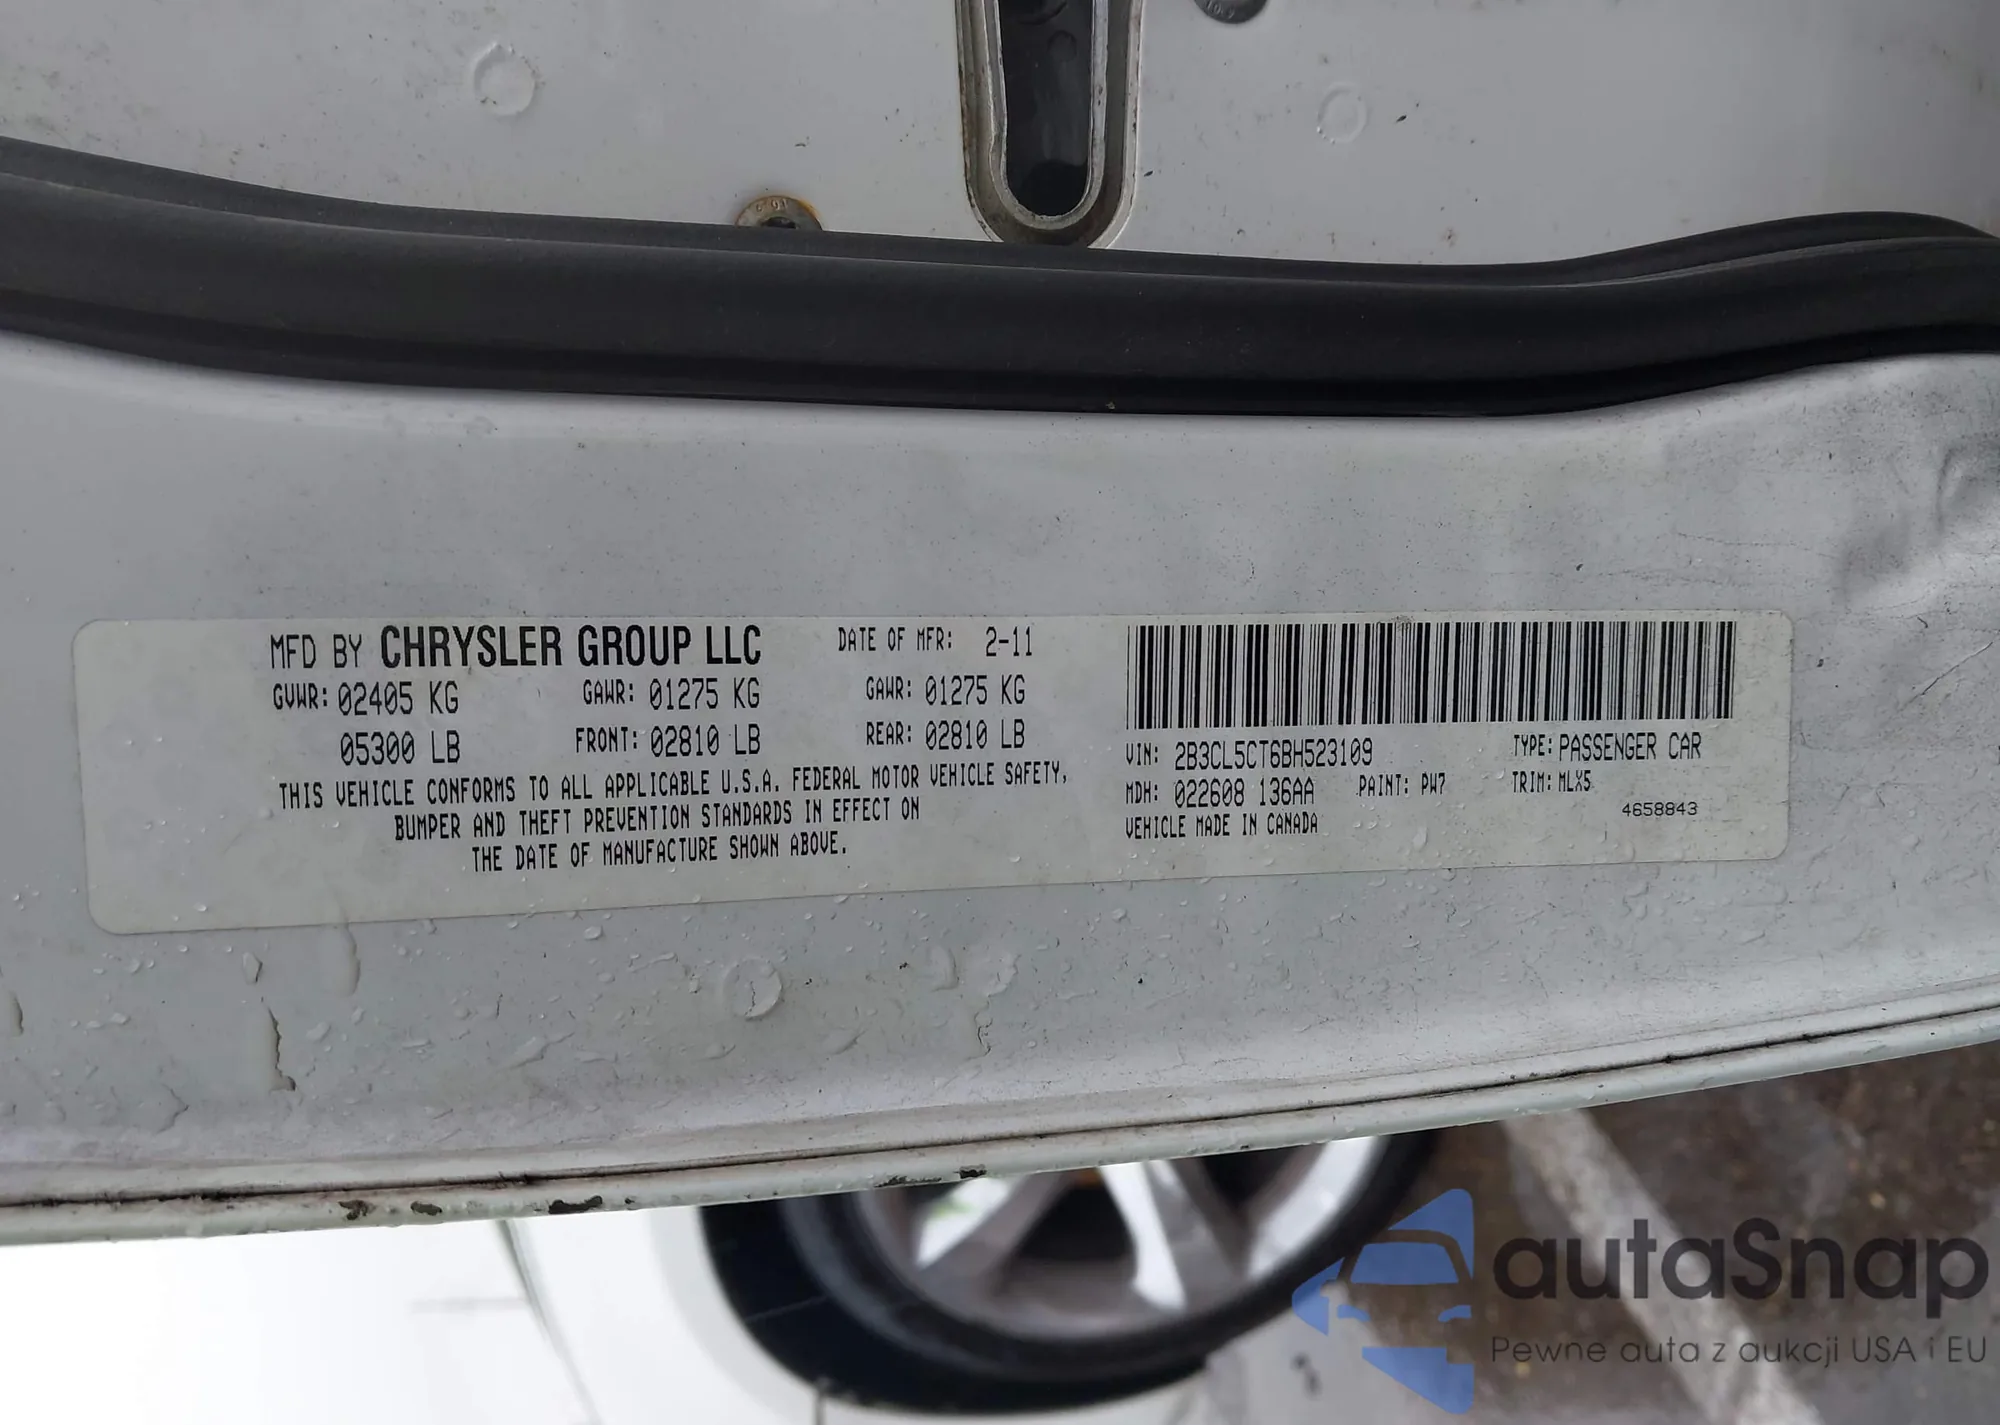 MFD BY CHRYSLER GROUP LLC DATE OF MFR: 2-11
GVWR: 02405 KG GAWR: 01275 KG GAWR: 01275 KG
05300 LB FRONT: 02810 LB REAR: 02810 LB
THIS VEHICLE CONFORMS TO ALL APPLICABLE U.S.A. FEDERAL MOTOR VEHICLE SAFETY,
BUMPER AND THEFT PREVENTION STANDARDS IN EFFECT ON
THE DATE OF MANUFACTURE SHOWN ABOVE.
VIN: 2B3CL5CT6BH523109 TYPE: PASSENGER CAR
MDH: 022608 136AA PAINT: PW7 TRIM: MLX5
4658843
VEHICLE MADE IN CANADA
autaSnap
Pewne auta z aukcji USA i EU